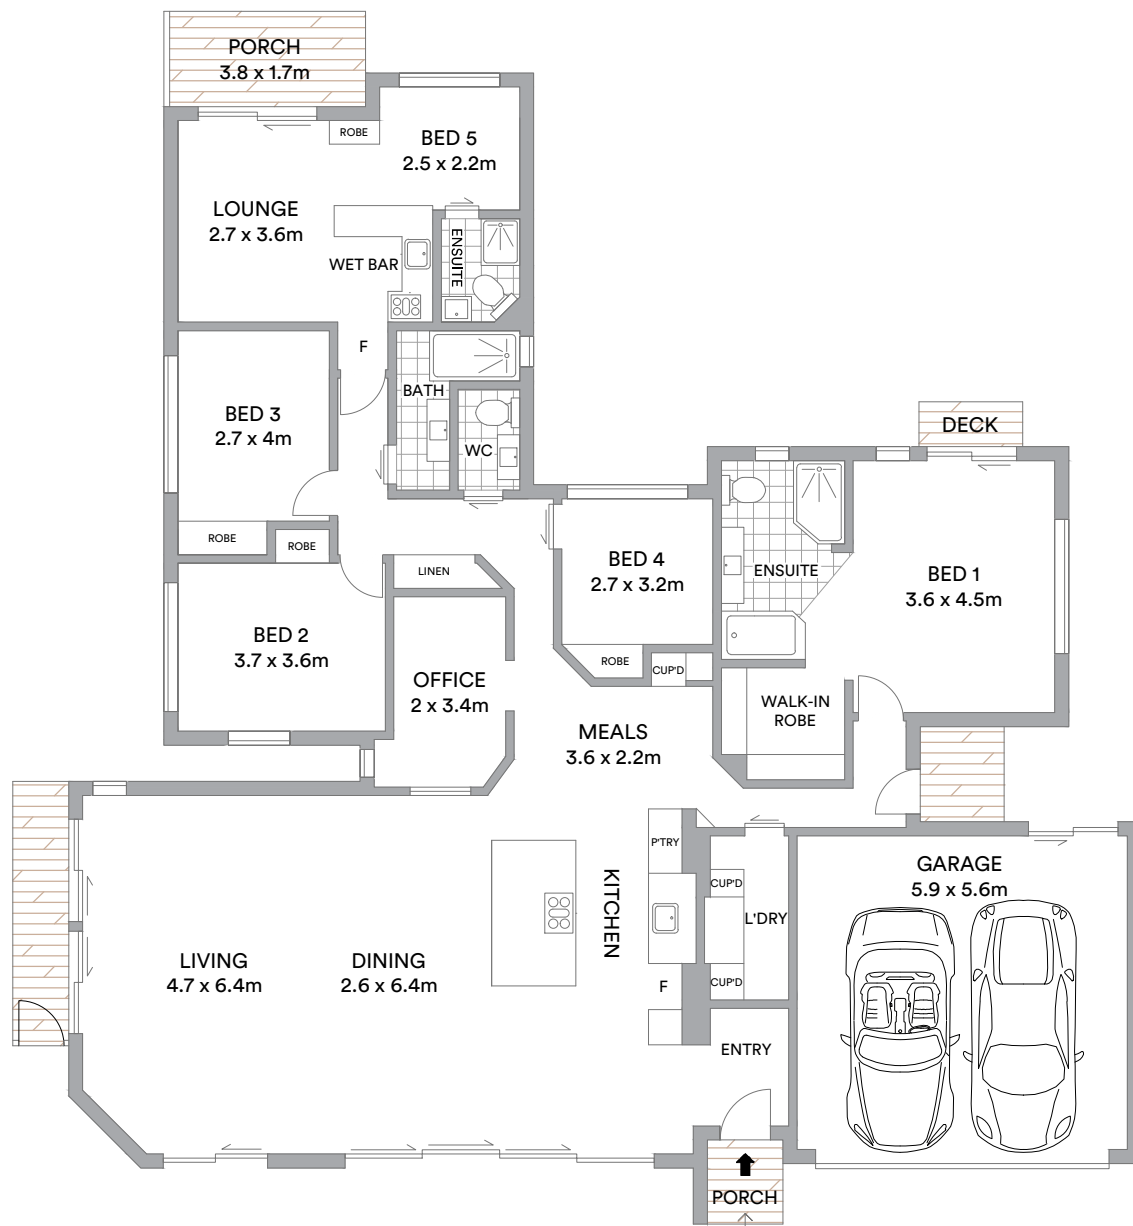 PORCH
3.8 x 1.7m
ROBE
BED 5
2.5 x 2.2m
LOUNGE
2.7 x 3.6m
WET BAR
ENSUITE
F
BED 3
2.7 x 4m
BATH
WC
ROBE
ROBE
LINEN
BED 4
2.7 x 3.2m
ROBE
CUP'D
DECK
ENSUITE
BED 1
3.6 x 4.5m
WALK-IN
ROBE
BED 2
3.7 x 3.6m
OFFICE
2 x 3.4m
MEALS
3.6 x 2.2m
P'TRY
KITCHEN
CUP'D
L'DRY
CUP'D
F
GARAGE
5.9 x 5.6m
LIVING
4.7 x 6.4m
DINING
2.6 x 6.4m
ENTRY
PORCH